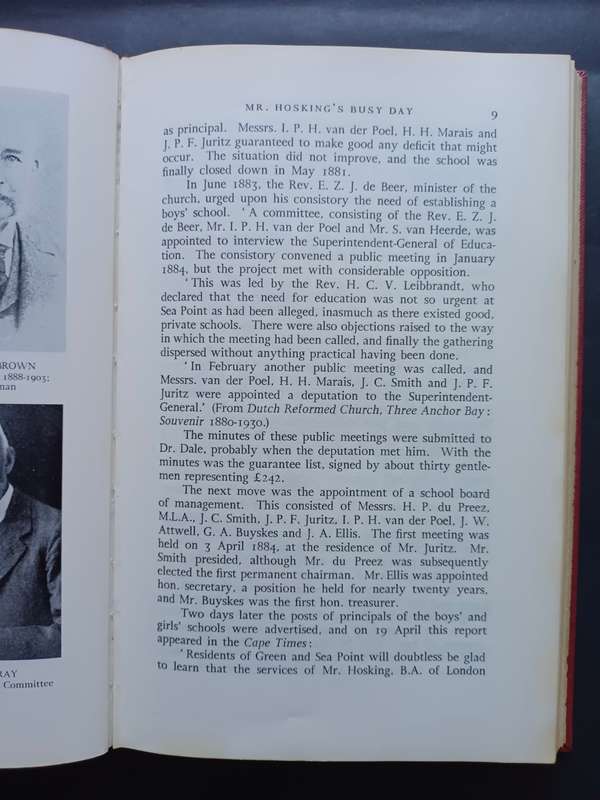 BROWN
1888-1903:
man
RAY
Committee
MR. HOSKING'S BUSY DAY 9
as principal. Messrs. I. P. H. van der Poel, H. H. Marais and
J. P. F. Juritz guaranteed to make good any deficit that might
occur. The situation did not improve, and the school was
finally closed down in May 1881.
In June 1883, the Rev. E. Z. J. de Beer, minister of the
church, urged upon his consistory the need of establishing a
boys' school. ' A committee, consisting of the Rev. E. Z. J.
de Beer, Mr. I. P. H. van der Poel and Mr. S. van Heerde, was
appointed to interview the Superintendent-General of Educa-
tion. The consistory convened a public meeting in January
1884, but the project met with considerable opposition.
' This was led by the Rev. H. C. V. Leibbrandt, who
declared that the need for education was not so urgent at
Sea Point as had been alleged, inasmuch as there existed good,
private schools. There were also objections raised to the way
in which the meeting had been called, and finally the gathering
dispersed without anything practical having been done.
' In February another public meeting was called, and
Messrs. van der Poel, H. H. Marais, J. C. Smith and J. P. F.
Juritz were appointed a deputation to the Superintendent-
General.' (From Dutch Reformed Church, Three Anchor Bay :
Souvenir 1880-1930.)
The minutes of these public meetings were submitted to
Dr. Dale, probably when the deputation met him. With the
minutes was the guarantee list, signed by about thirty gentle-
men representing £242.
The next move was the appointment of a school board
of management. This consisted of Messrs. H. P. du Preez,
M.L.A., J. C. Smith, J. P. F. Juritz, I. P. H. van der Poel, J. W.
Attwell, G. A. Buyskes and J. A. Ellis. The first meeting was
held on 3 April 1884, at the residence of Mr. Juritz. Mr.
Smith presided, although Mr. du Preez was subsequently
elected the first permanent chairman. Mr. Ellis was appointed
hon. secretary, a position he held for nearly twenty years,
and Mr. Buyskes was the first hon. treasurer.
Two days later the posts of principals of the boys' and
girls' schools were advertised, and on 19 April this report
appeared in the Cape Times :
' Residents of Green and Sea Point will doubtless be glad
to learn that the services of Mr. Hosking, B.A. of London